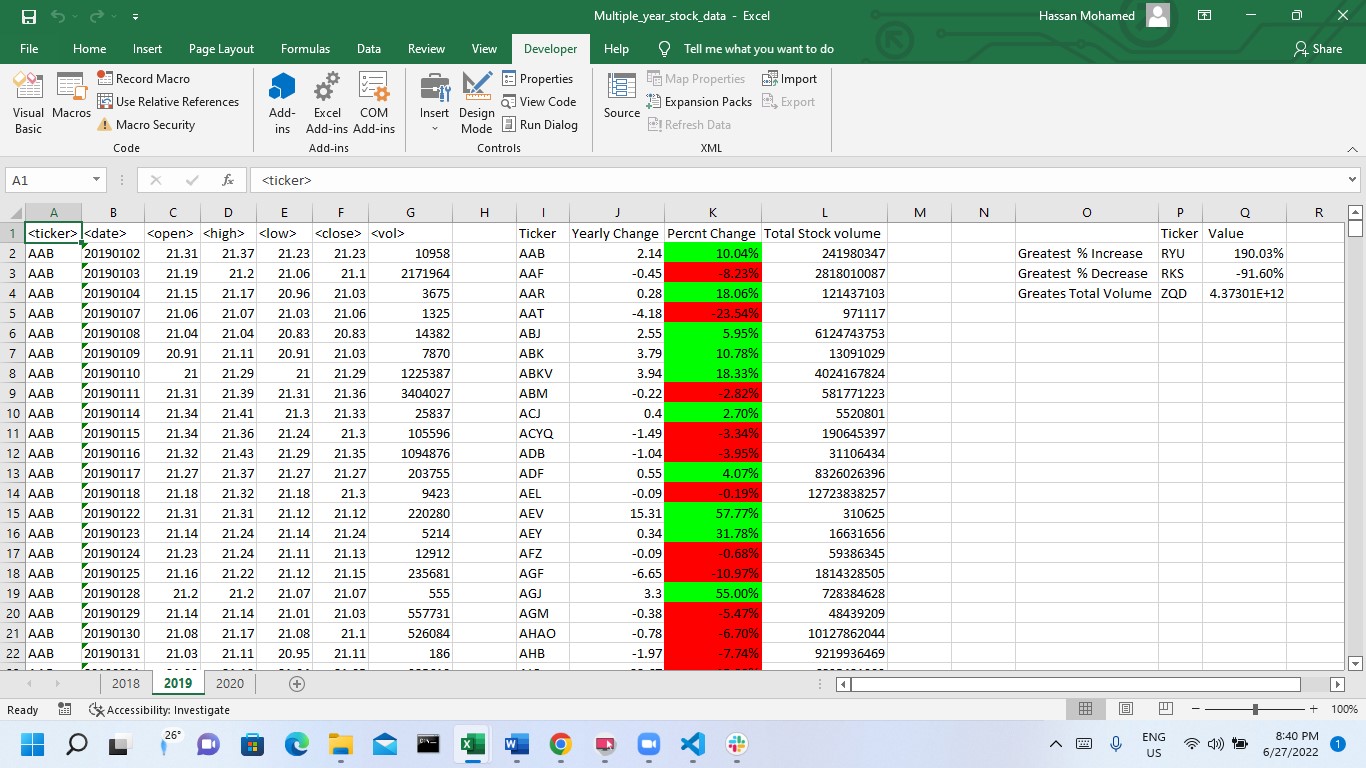 Multiple_year_stock_data - Excel
Hassan Mohamed
File Home Insert Page Layout Formulas Data Review View Developer Help Tell me what you want to do Share
Visual Basic
Macros
Record Macro
Use Relative References
Macro Security
Code
Add-ins
Excel Add-ins
COM Add-ins
Add-ins
Insert
Design Mode
Properties
View Code
Run Dialog
Controls
Source
Map Properties
Expansion Packs
Refresh Data
Import
Export
XML
A1 fx <ticker>
A B C D E F G H I J K L M N O P Q R
1 <ticker> <date> <open> <high> <low> <close> <vol> Ticker Yearly Change Percnt Change Total Stock volume Ticker Value
2 AAB 20190102 21.31 21.37 21.23 21.23 10958 AAB 2.14 10.04% 241980347 Greatest % Increase RYU 190.03%
3 AAB 20190103 21.19 21.2 21.06 21.1 2171964 AAF -0.45 -8.23% 2818010087 Greatest % Decrease RKS -91.60%
4 AAB 20190104 21.15 21.17 20.96 21.03 3675 AAR 0.28 18.06% 121437103 Greates Total Volume ZQD 4.37301E+12
5 AAB 20190107 21.06 21.07 21.03 21.06 1325 AAT -4.18 -23.54% 971117
6 AAB 20190108 21.04 21.04 20.83 20.83 14382 ABJ 2.55 5.95% 6124743753
7 AAB 20190109 20.91 21.11 20.91 21.03 7870 ABK 3.79 10.78% 13091029
8 AAB 20190110 21 21.29 21 21.29 1225387 ABKV 3.94 18.33% 4024167824
9 AAB 20190111 21.31 21.39 21.31 21.36 3404027 ABM -0.22 -2.82% 581771223
10 AAB 20190114 21.34 21.41 21.3 21.33 25837 ACJ 0.4 2.70% 5520801
11 AAB 20190115 21.34 21.36 21.24 21.3 105596 ACYQ -1.49 -3.34% 190645397
12 AAB 20190116 21.32 21.43 21.29 21.35 1094876 ADB -1.04 -3.95% 31106434
13 AAB 20190117 21.27 21.37 21.27 21.27 203755 ADF 0.55 4.07% 8326026396
14 AAB 20190118 21.18 21.32 21.18 21.3 9423 AEL -0.09 -0.19% 12723838257
15 AAB 20190122 21.31 21.31 21.12 21.12 220280 AEV 15.31 57.77% 310625
16 AAB 20190123 21.14 21.24 21.14 21.24 5214 AEY 0.34 31.78% 16631656
17 AAB 20190124 21.23 21.24 21.11 21.13 12912 AFZ -0.09 -0.68% 59386345
18 AAB 20190125 21.16 21.22 21.12 21.15 235681 AGF -6.65 -10.97% 1814328505
19 AAB 20190128 21.2 21.2 21.07 21.07 555 AGJ 3.3 55.00% 728384628
20 AAB 20190129 21.14 21.14 21.01 21.03 557731 AGM -0.38 -5.47% 48439209
21 AAB 20190130 21.08 21.17 21.08 21.1 526084 AHAO -0.78 -6.70% 10127862044
22 AAB 20190131 21.03 21.11 20.95 21.11 186 AHB -1.97 -7.74% 9219936469
2018 2019 2020
Ready Accessibility: Investigate 100%
26°
ENG US
8:40 PM
6/27/2022
1